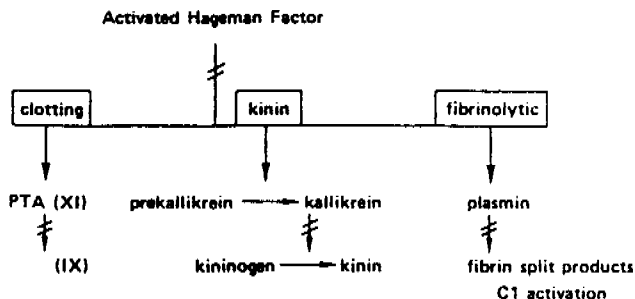 Activated Hageman Factor
clotting kinin fibrinolytic
PTA (XI) prekallikrein kallikrein plasmin
(IX) kininogen kinin fibrin split products
C1 activation